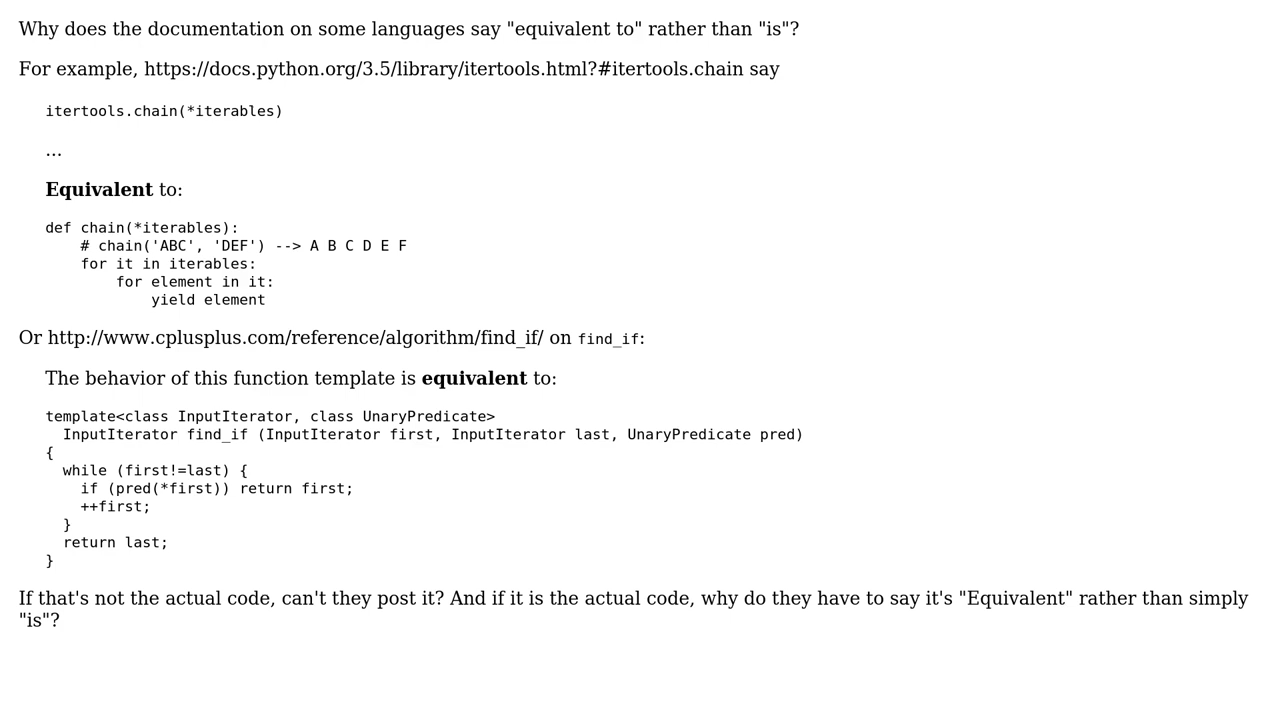 Why does the documentation on some languages say "equivalent to" rather than "is"?
For example, https://docs.python.org/3.5/library/itertools.html?#itertools.chain say
itertools.chain(*iterables)
...
Equivalent to:
def chain(*iterables):
    # chain('ABC', 'DEF') --> A B C D E F
    for it in iterables:
        for element in it:
            yield element
Or http://www.cplusplus.com/reference/algorithm/find_if/ on find_if:
The behavior of this function template is equivalent to:
template<class InputIterator, class UnaryPredicate>
  InputIterator find_if (InputIterator first, InputIterator last, UnaryPredicate pred)
{
  while (first!=last) {
    if (pred(*first)) return first;
    ++first;
  }
  return last;
}
If that's not the actual code, can't they post it? And if it is the actual code, why do they have to say it's "Equivalent" rather than simply
"is"?